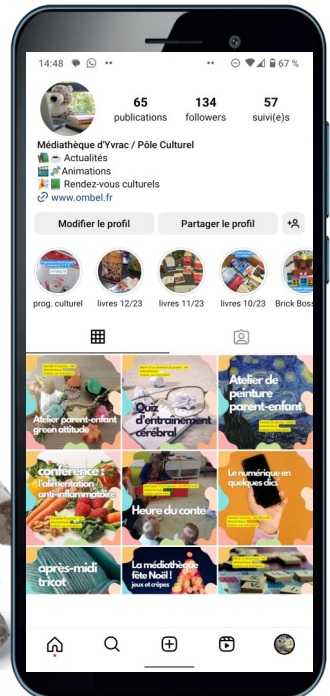 14:48
67 %
65
134
57
publications
followers
suivi(e)s
Médiathèque d'Yvrac / Pôle Culturel
Actualités
Animations
Rendez-vous culturels
www.ombel.fr
Modifier le profil
Partager le profil
prog. culturel
livres 12/23
livres 11/23
livres 10/23
Brick Boss
Atelier parent-enfant
green attitude
Quiz
d'entrainement
cérébral
Atelier de
peinture
parent-enfant
conférence :
l'alimentation
anti-inflammatoire
Heure du conte
Le numérique en
quelques clics
après-midi
tricot
La médiathèque
fête Noël !
jeux et crêpes